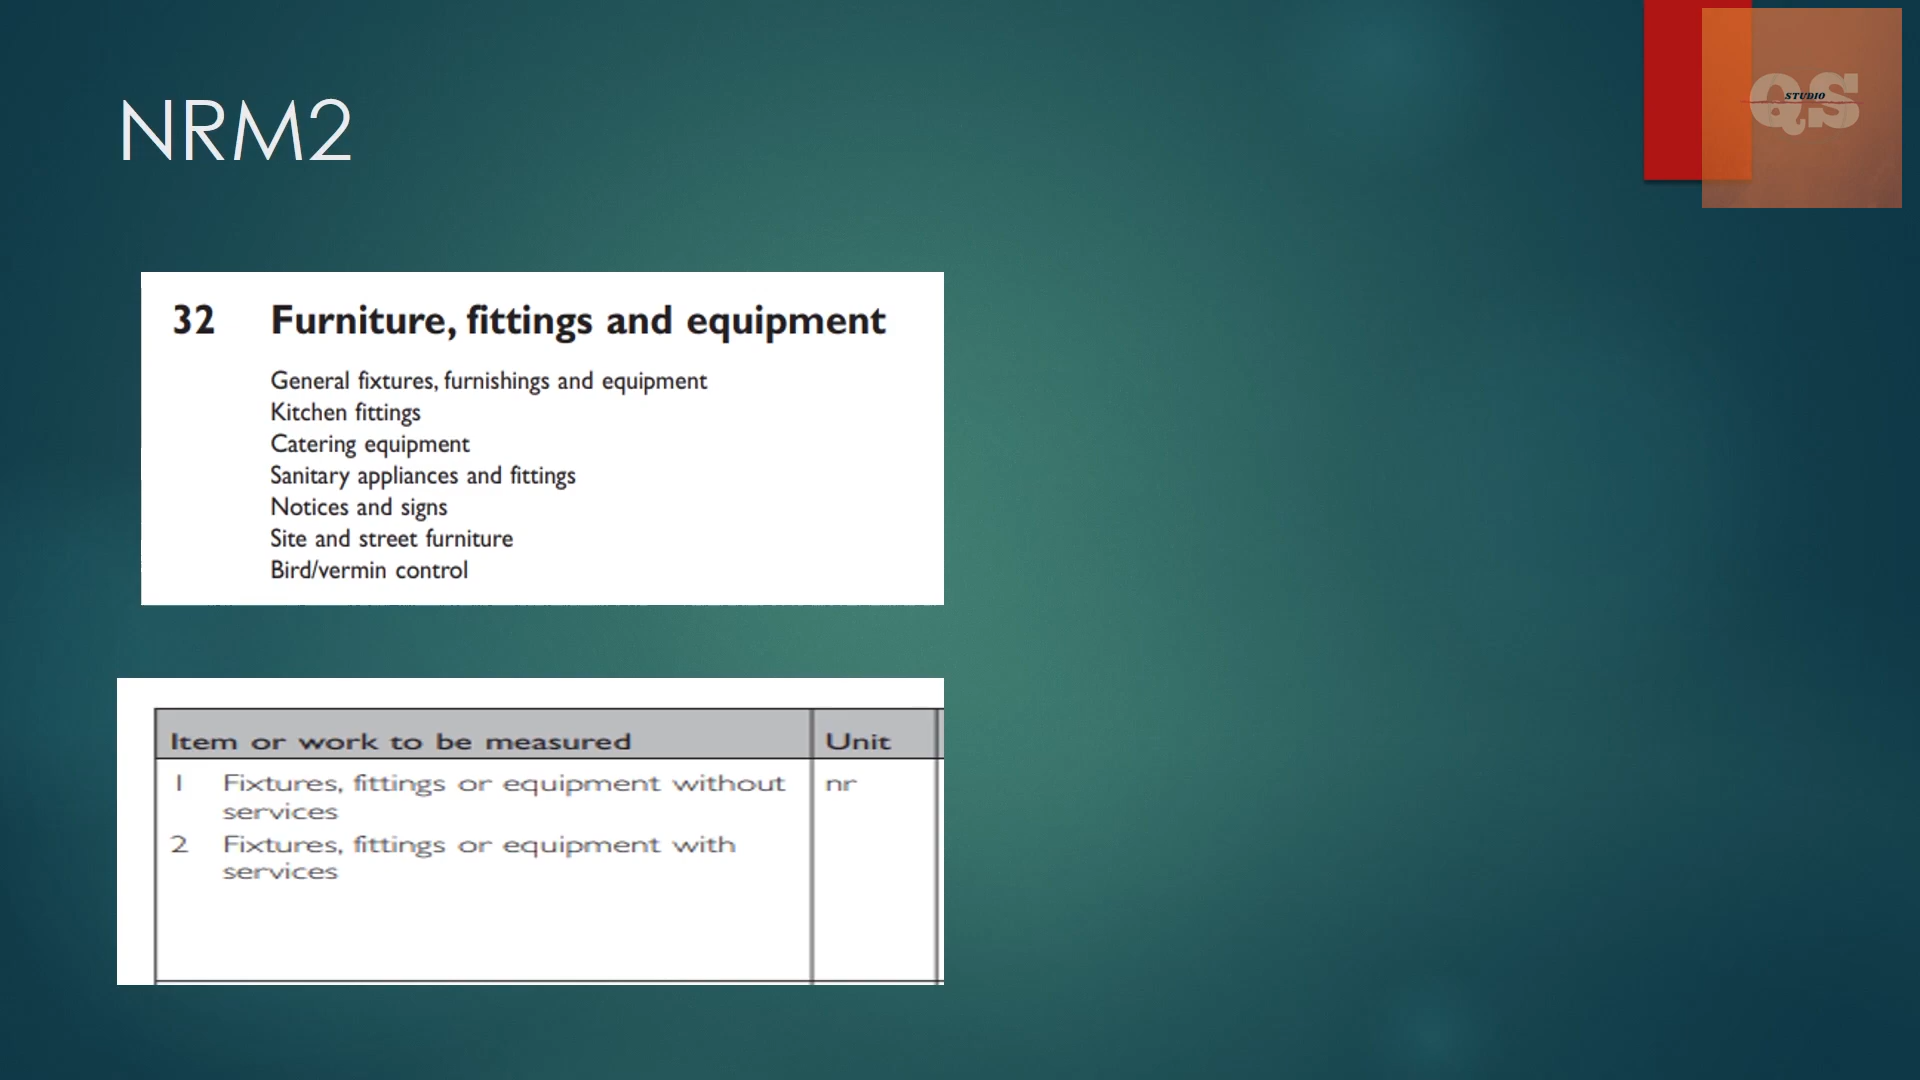 NRM2
QS
STUDIO
32 Furniture, fittings and equipment
General fixtures, furnishings and equipment
Kitchen fittings
Catering equipment
Sanitary appliances and fittings
Notices and signs
Site and street furniture
Bird/vermin control
Item or work to be measured Unit
1 Fixtures, fittings or equipment without nr
services
2 Fixtures, fittings or equipment with
services